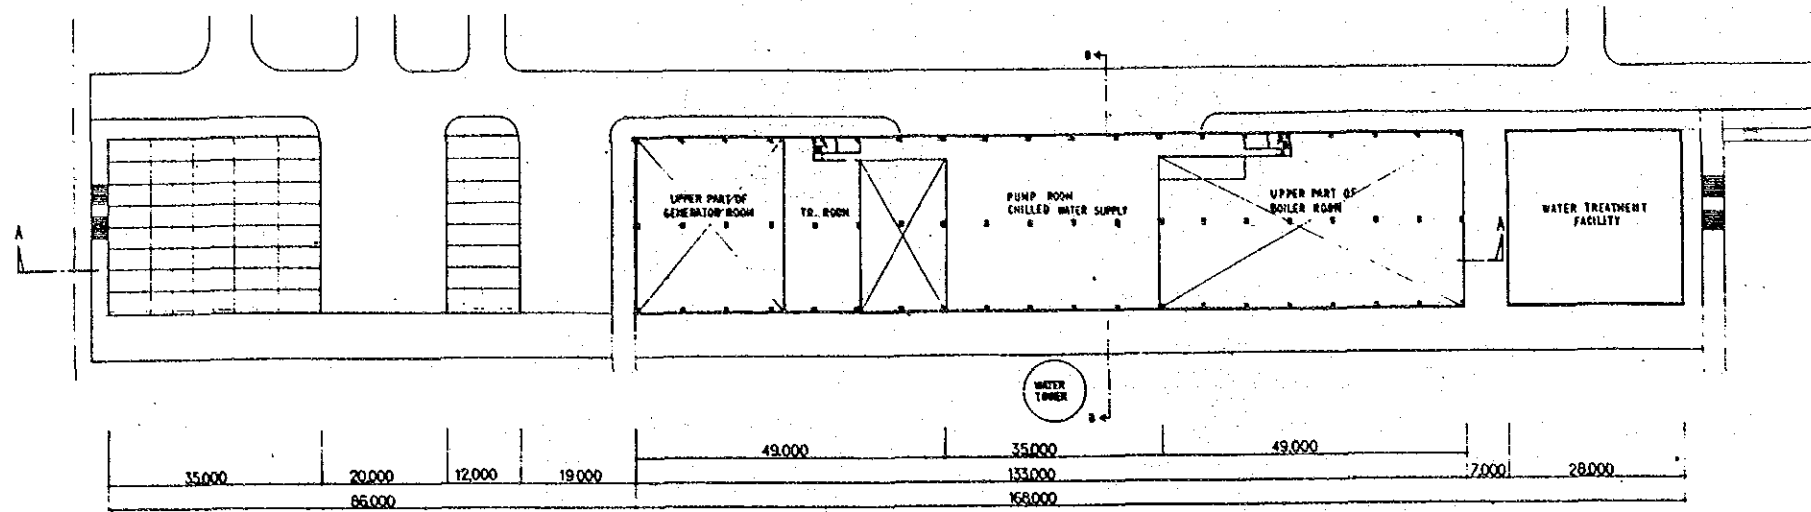 B
UPPER PART OF
GENERATOR ROOM
TR. ROOM
PUMP ROOM
CHILLED WATER SUPPLY
UPPER PART OF
BOILER ROOM
WATER TREATMENT
FACILITY
A
A
WATER
TOWER
B
49.000
35.000
49.000
35.000
20.000
12,000
19.000
133.000
7.000
28.000
86.000
168.000